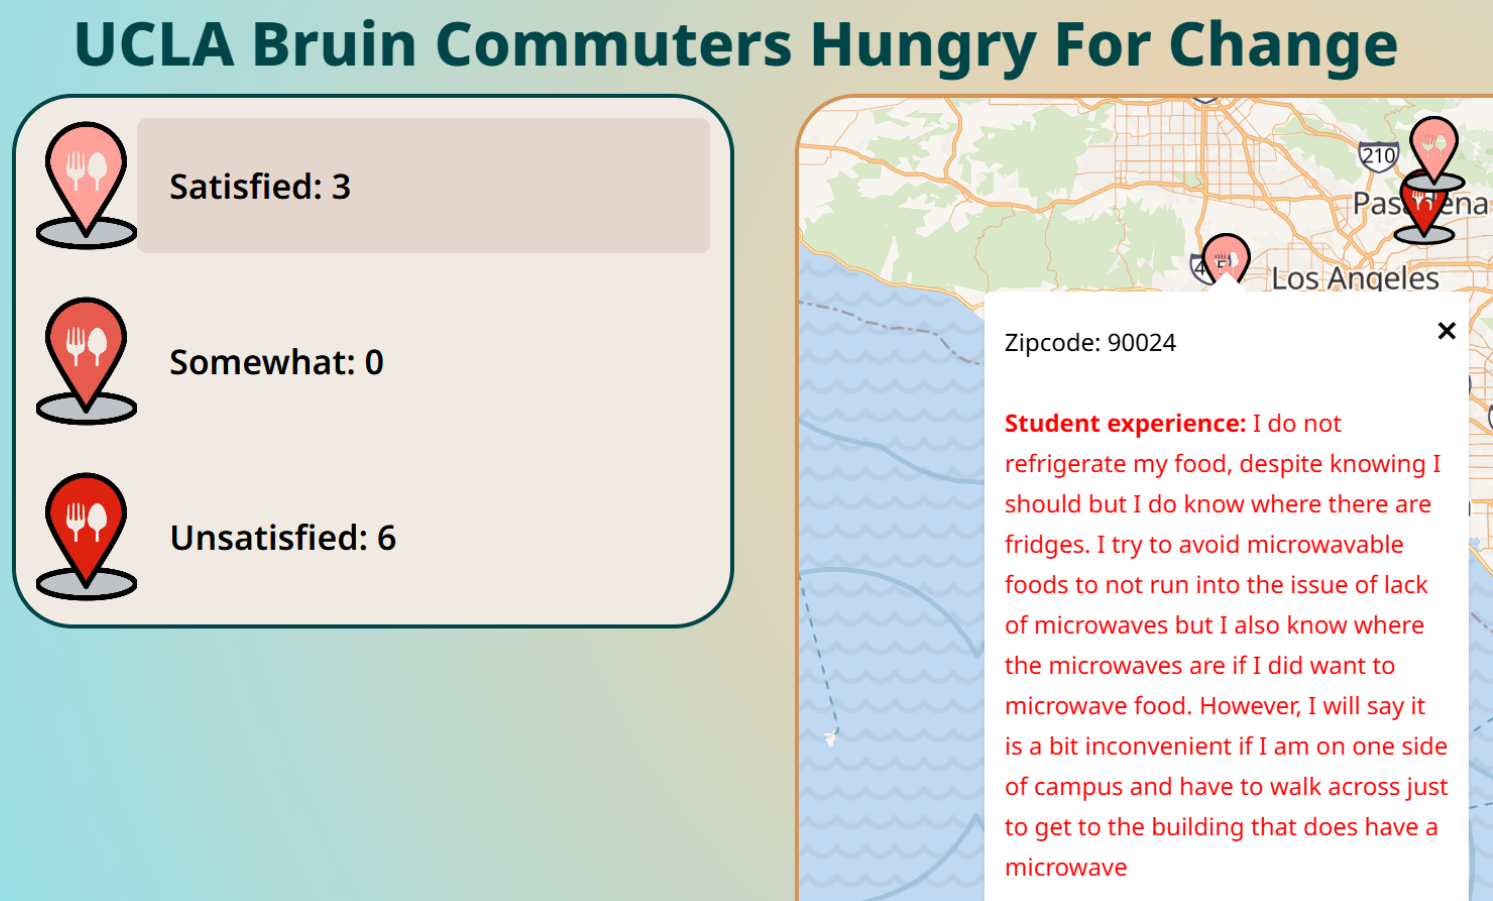 UCLA Bruin Commuters Hungry For Change
Satisfied: 3
Somewhat: 0
Unsatisfied: 6
210
Los Angeles
Zipcode: 90024
×
Student experience: I do not
refrigerate my food, despite knowing I
should but I do know where there are
fridges. I try to avoid microwavable
foods to not run into the issue of lack
of microwaves but I also know where
the microwaves are if I did want to
microwave food. However, I will say it
is a bit inconvenient if I am on one side
of campus and have to walk across just
to get to the building that does have a
microwave